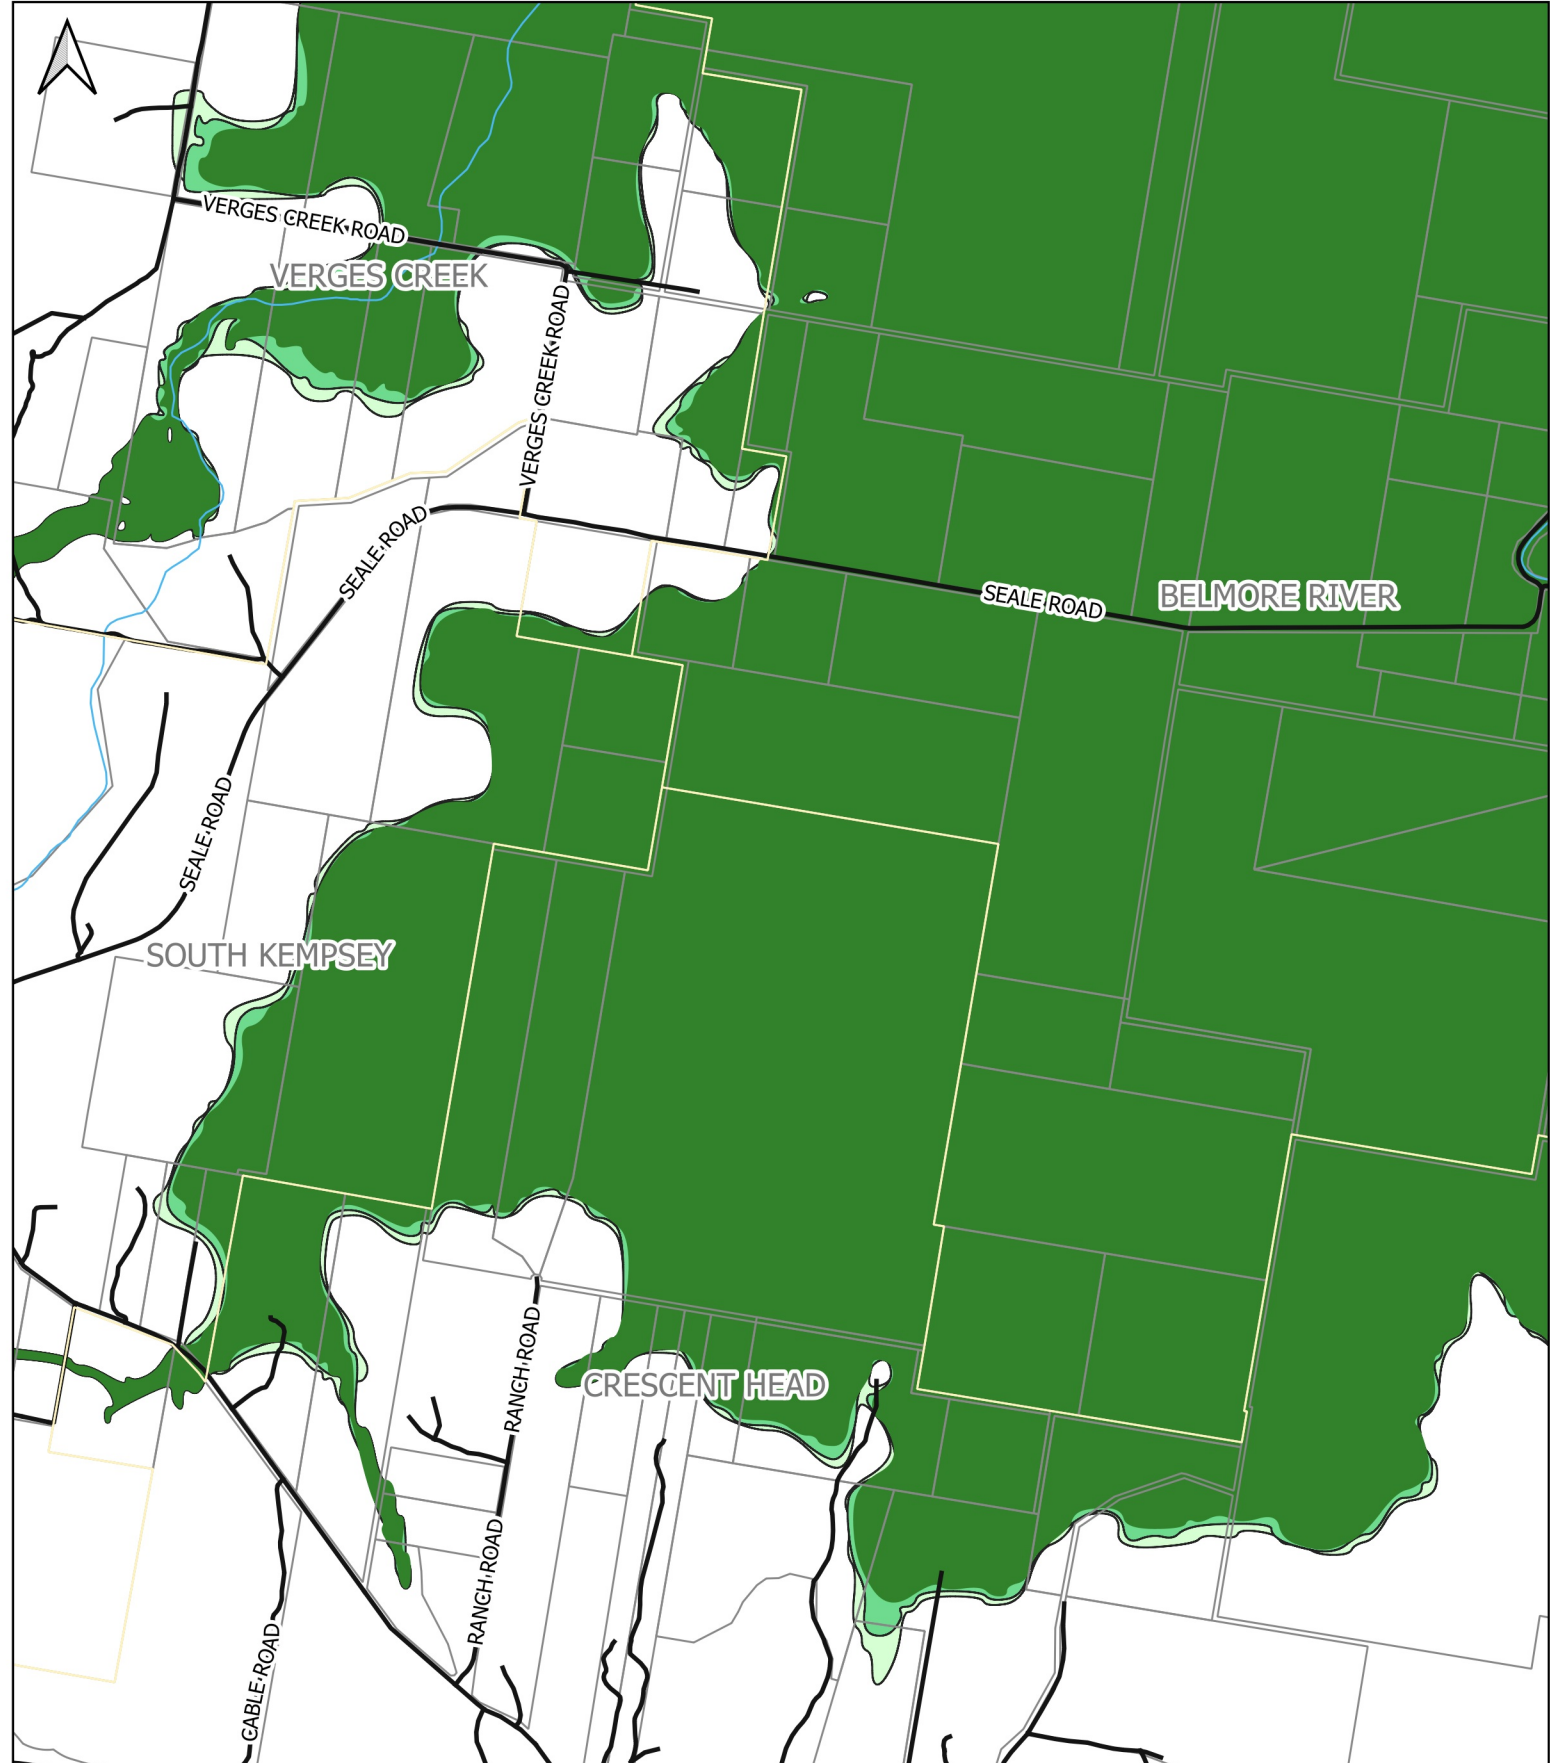 VERGES CREEK ROAD
VERGES CREEK
VERGES CREEK ROAD
SEALE ROAD
SEALE ROAD
BELMORE RIVER
SEALE ROAD
SOUTH KEMPSEY
RANCH ROAD
CRESCENT HEAD
RANCH ROAD
CABLE ROAD